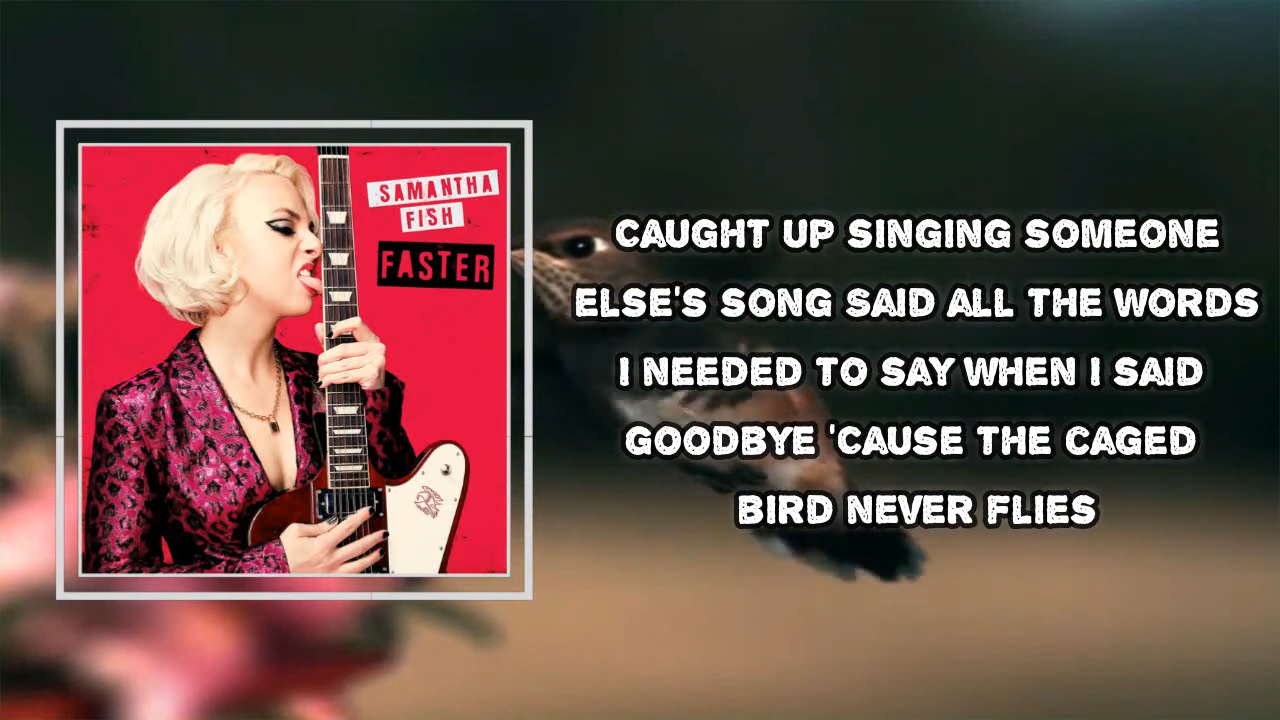 SAMANTHA
FISH
FASTER
CAUGHT UP SINGING SOMEONE
ELSE'S SONG SAID ALL THE WORDS
I NEEDED TO SAY WHEN I SAID
GOODBYE 'CAUSE THE CAGED
BIRD NEVER FLIES